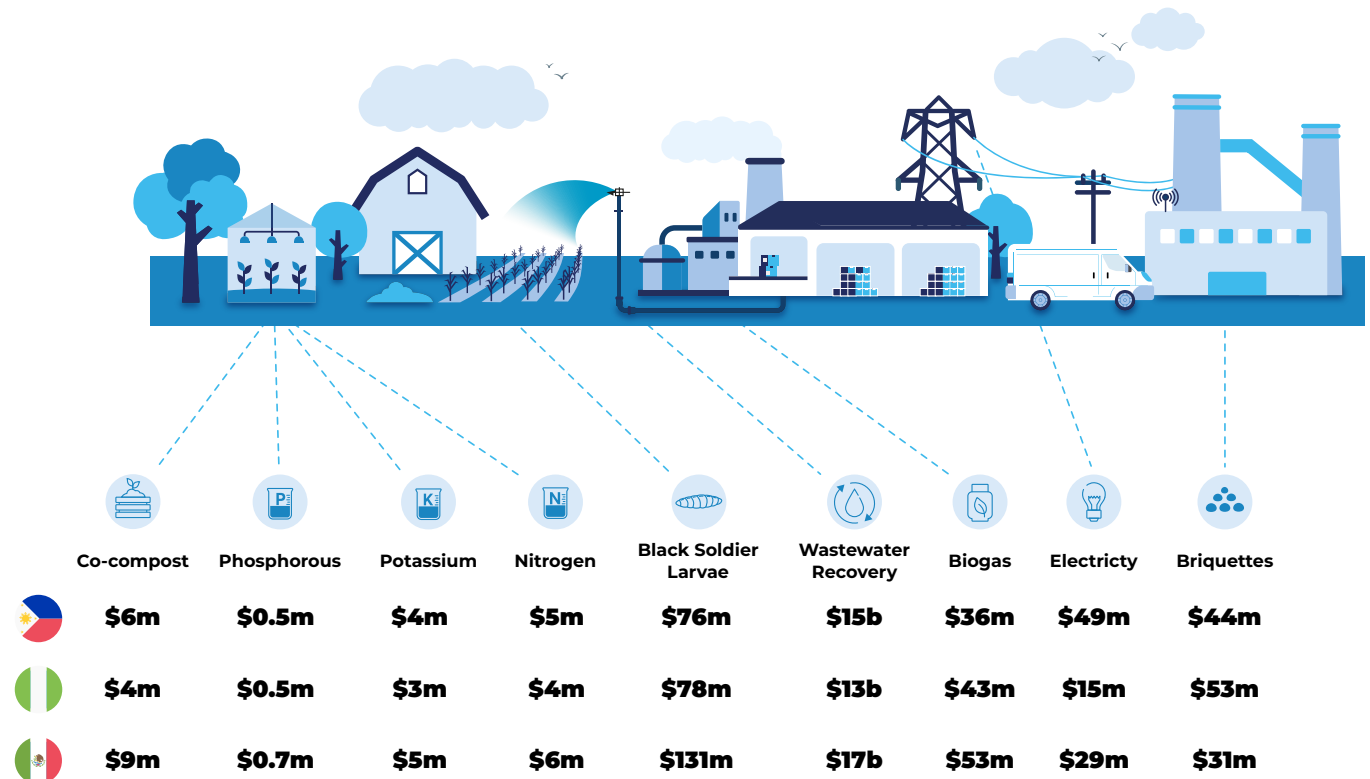 P
K
N
Co-compost
Phosphorous
Potassium
Nitrogen
Black Soldier
Larvae
Wastewater
Recovery
Biogas
Electricty
Briquettes
$6m $0.5m $4m $5m $76m $15b $36m $49m $44m
$4m $0.5m $3m $4m $78m $13b $43m $15m $53m
$9m $0.7m $5m $6m $131m $17b $53m $29m $31m